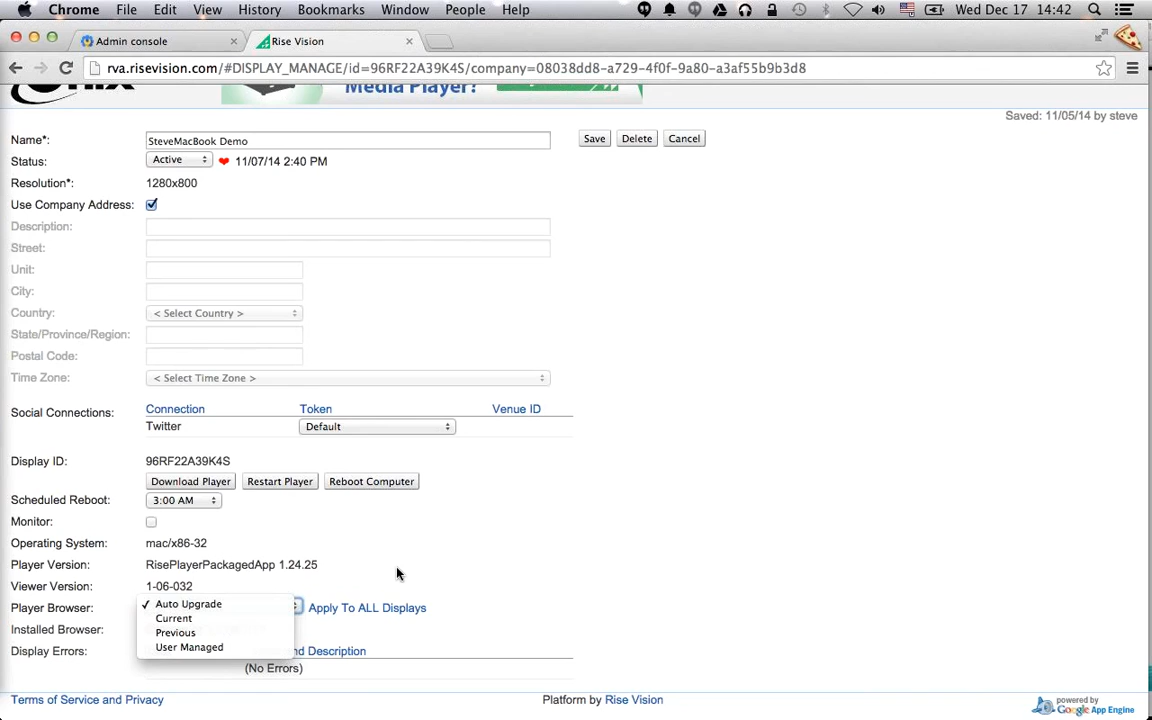 Chrome File Edit View History Bookmarks Window People Help Wed Dec 17 14:42
Admin console × Rise Vision ×
rva.risevision.com/#DISPLAY_MANAGE/id=96RF22A39K4S/company=08038dd8-a729-4f0f-9a80-a3af55b9b3d8
Media Player?
Saved: 11/05/14 by steve
Name*: SteveMacBook Demo Save Delete Cancel
Status: Active 11/07/14 2:40 PM
Resolution*: 1280x800
Use Company Address:
Description:
Street:
Unit:
City:
Country: < Select Country >
State/Province/Region:
Postal Code:
Time Zone: < Select Time Zone >
Social Connections: Connection Token Venue ID
Twitter Default
Display ID: 96RF22A39K4S
Download Player Restart Player Reboot Computer
Scheduled Reboot: 3:00 AM
Monitor:
Operating System: mac/x86-32
Player Version: RisePlayerPackagedApp 1.24.25
Viewer Version: 1-06-032
Player Browser: ✓ Auto Upgrade Apply To ALL Displays
Current
Previous
Installed Browser:
User Managed
Display Errors: nd Description
(No Errors)
Terms of Service and Privacy Platform by Rise Vision powered by
Google App Engine